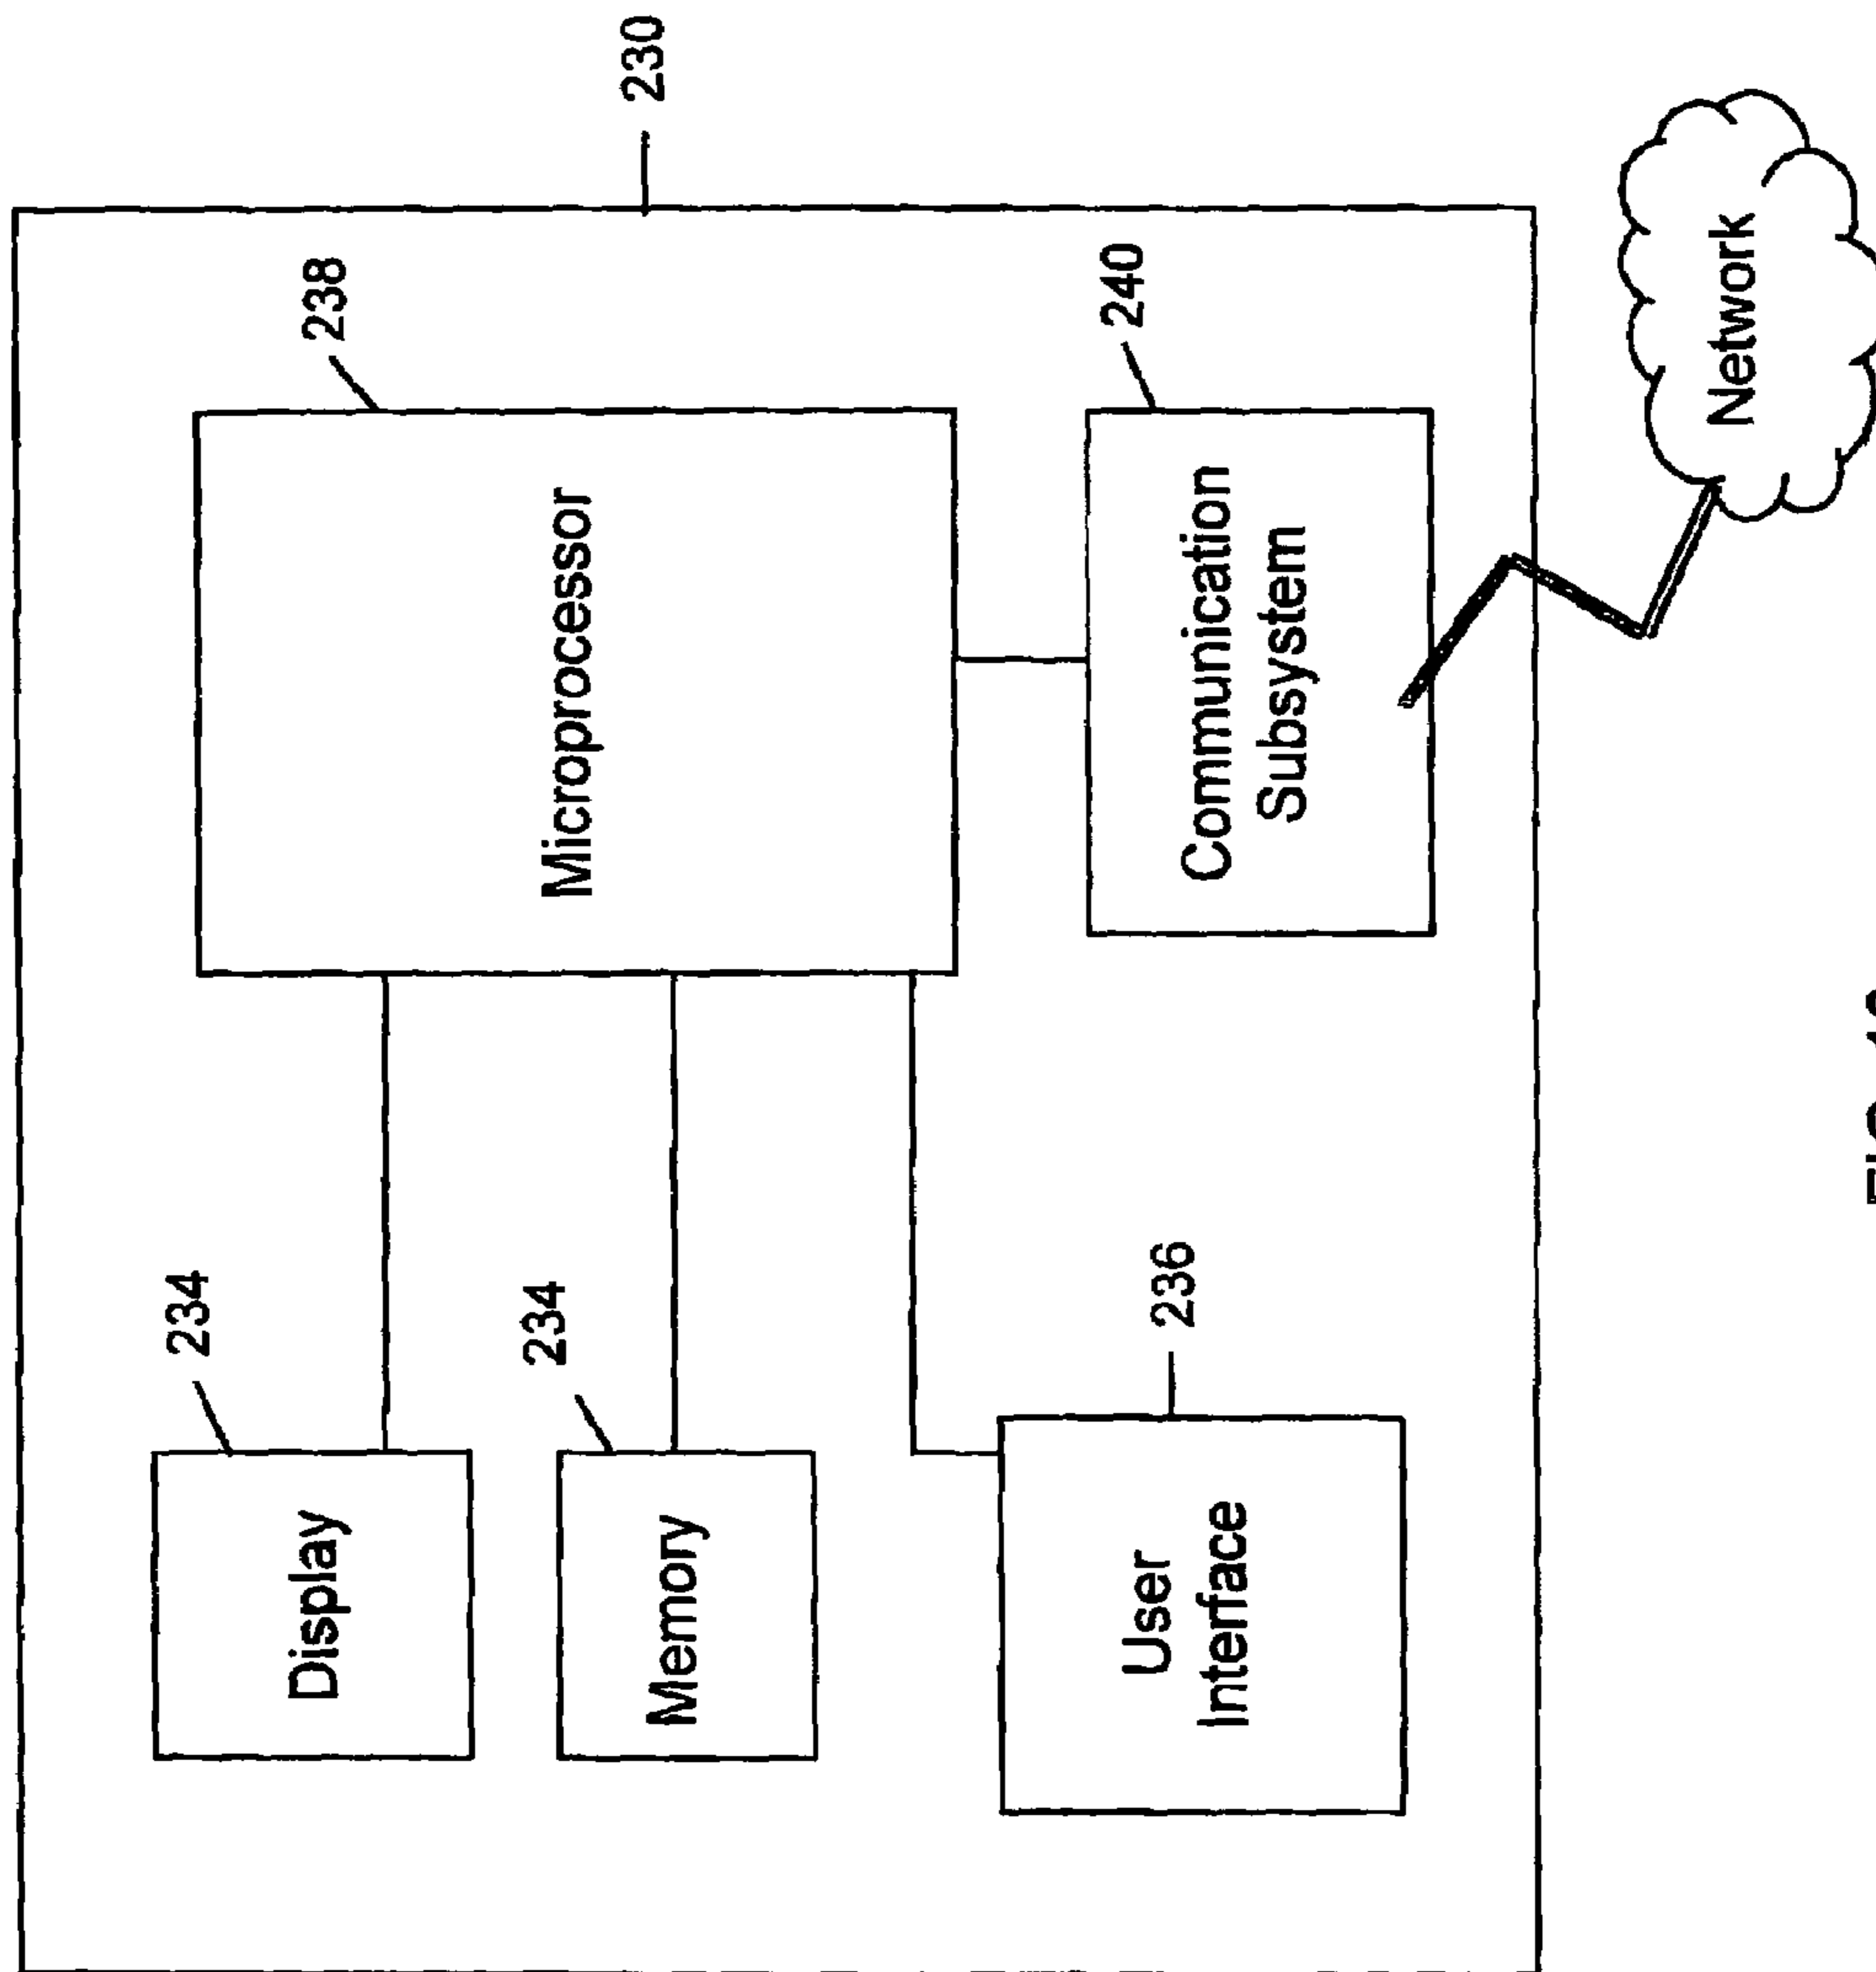 234
Display
238
234
Microprocessor
230
Memory
240
236
User
Interface
Communication
Subsystem
Network